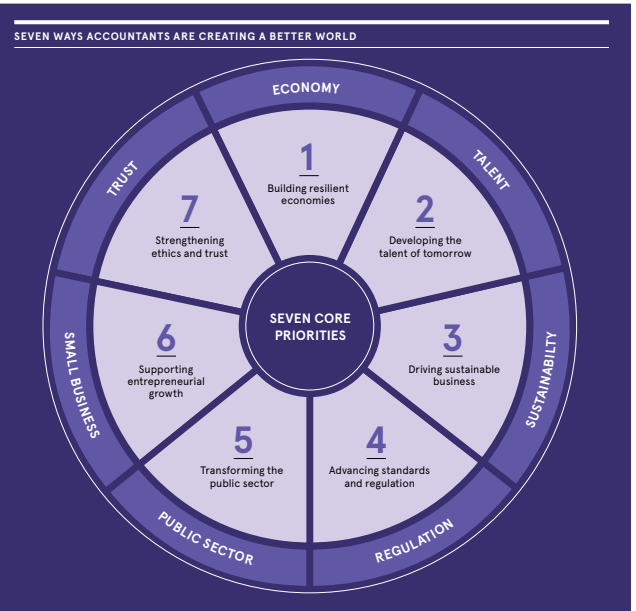 SEVEN WAYS ACCOUNTANTS ARE CREATING A BETTER WORLD
ECONOMY
1
Building resilient
economies
TALENT
2
Developing the
talent of tomorrow
SUSTAINABILTY
3
Driving sustainable
business
REGULATION
4
Advancing standards
and regulation
PUBLIC SECTOR
5
Transforming the
public sector
SMALL BUSINESS
6
Supporting
entrepreneurial
growth
TRUST
7
Strengthening
ethics and trust
SEVEN CORE
PRIORITIES